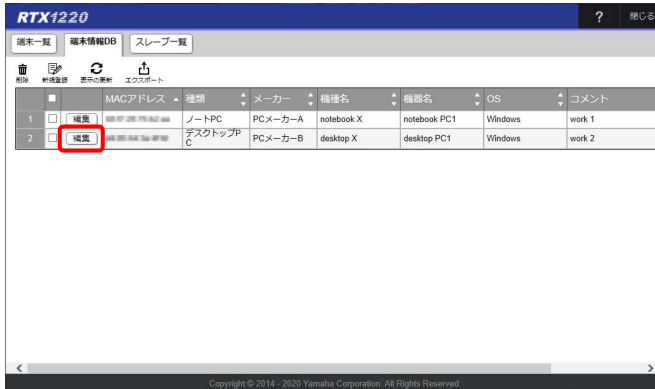 RTX1220
? 閉じる
端末一覧 端末情報DB スレーブ一覧
削除 新規登録 表示の更新 エクスポート
MACアドレス 種類 メーカー 機種名 機器名 OS コメント
1 編集 ノートPC PCメーカーA notebook X notebook PC1 Windows work 1
2 編集 デスクトップP
C PCメーカーB desktop X desktop PC1 Windows work 2
Copyright © 2014 - 2020 Yamaha Corporation. All Rights Reserved